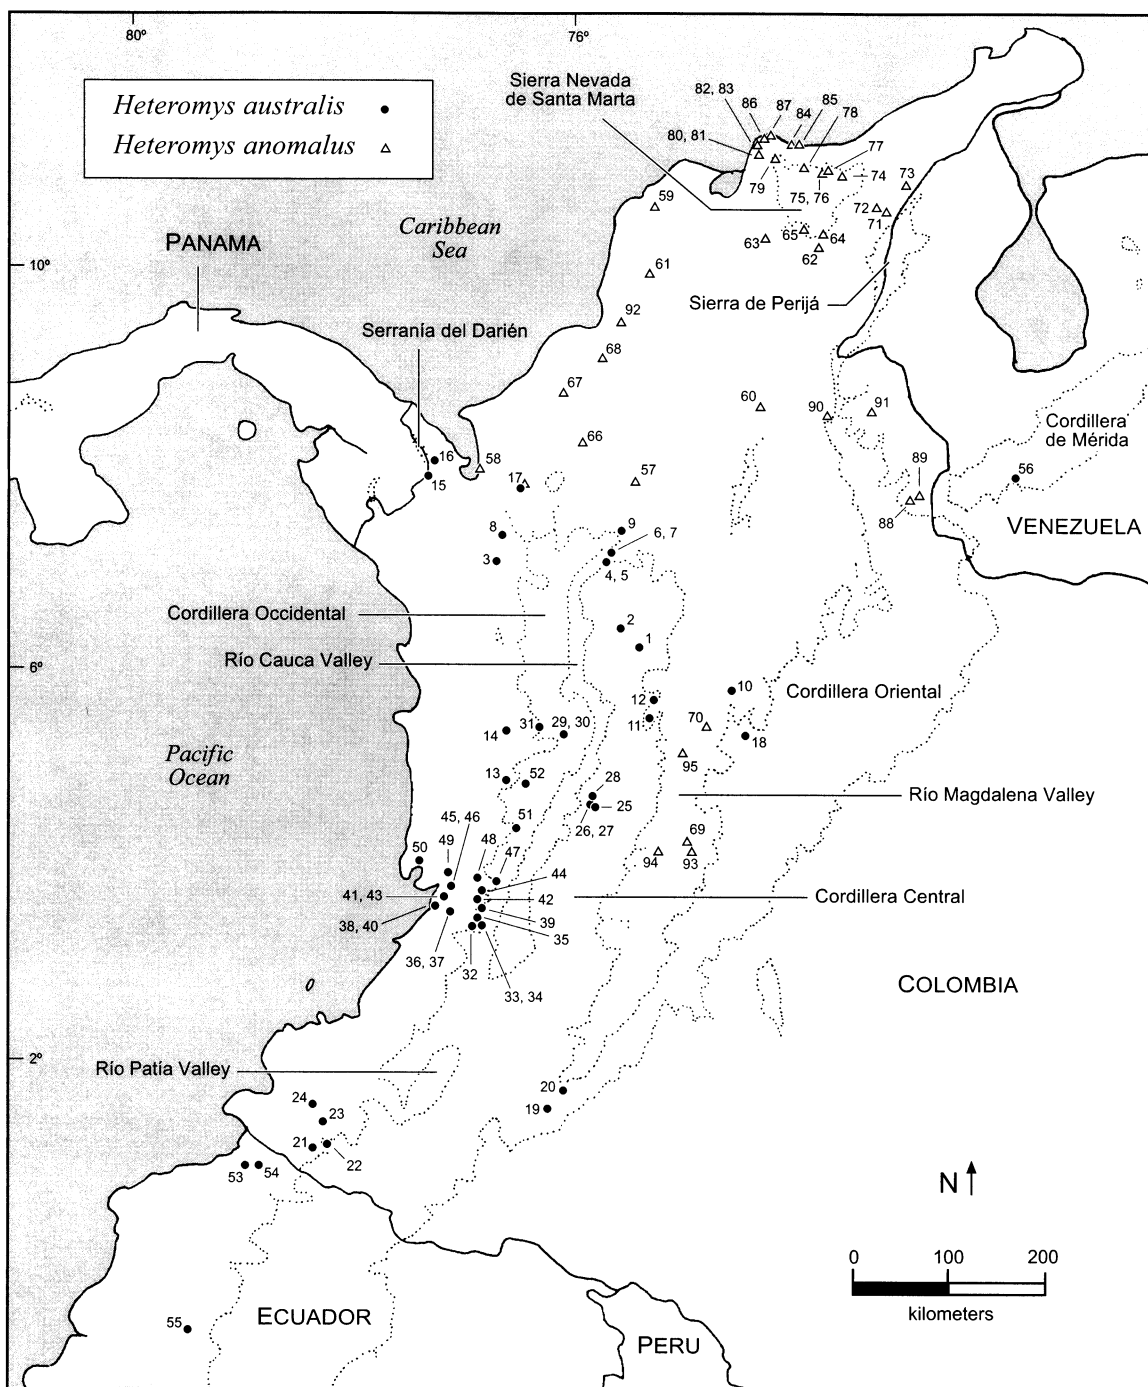 80º
76º
Heteromys australis
Heteromys anomalus
Sierra Nevada
de Santa Marta
82, 83
86
87
84
85
78
80, 81
77
79
75, 76
74
73
59
72
71
Caribbean
Sea
PANAMA
63
65
64
62
10º
61
Sierra de Perijá
92
Serranía del Darién
68
67
60
90
91
Cordillera
de Mérida
66
16
58
15
17
57
89
56
88
VENEZUELA
8
9
6, 7
3
4, 5
Cordillera Occidental
2
1
Río Cauca Valley
6º
10
Cordillera Oriental
12
11
70
18
31
29, 30
14
95
Pacific
Ocean
13
52
28
Río Magdalena Valley
25
26, 27
45, 46
51
69
50
49
48
47
94
93
44
41, 43
42
Cordillera Central
38, 40
39
35
36, 37
32
33, 34
COLOMBIA
2º
Río Patía Valley
20
24
19
23
21
22
53
54
N
0
100
200
kilometers
ECUADOR
55
PERU